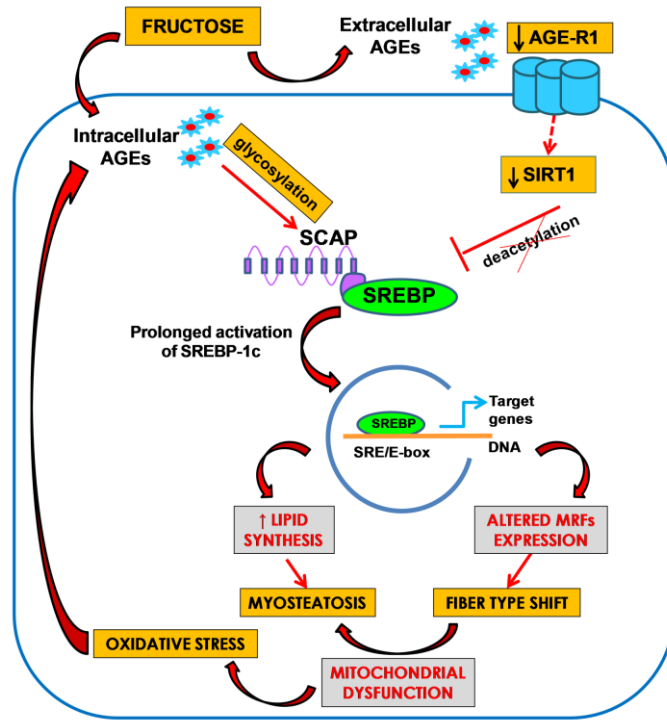 FRUCTOSE
Extracellular
AGEs
↓ AGE-R1
Intracellular
AGEs
glycosylation
↓ SIRT1
SCAP
deacetylation
SREBP
Prolonged activation
of SREBP-1c
Target
genes
SREBP
SRE/E-box
DNA
↑ LIPID
SYNTHESIS
ALTERED MRFs
EXPRESSION
MYOSTEATOSIS
FIBER TYPE SHIFT
OXIDATIVE STRESS
MITOCHONDRIAL
DYSFUNCTION